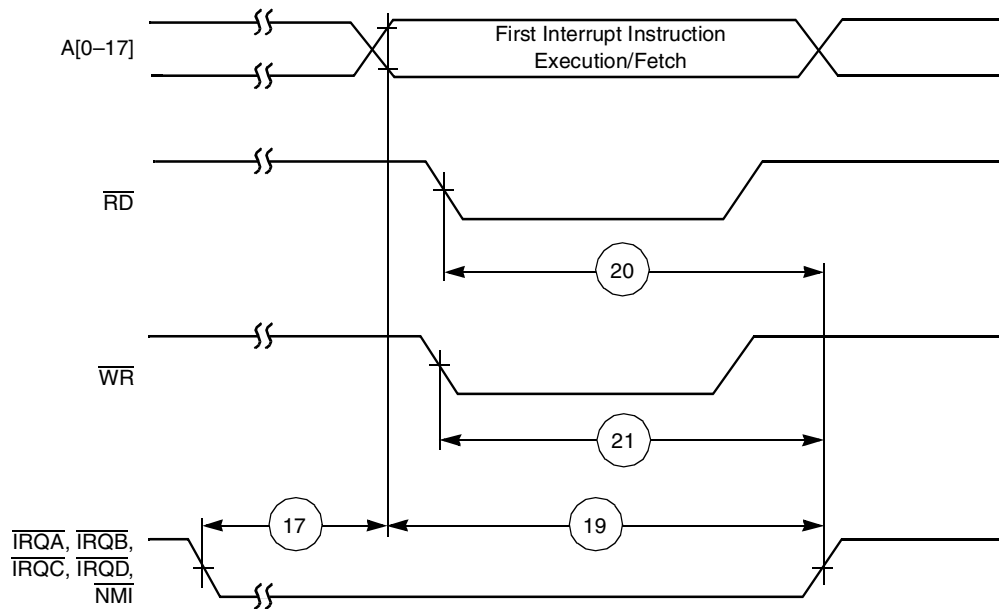 A[0–17]
First Interrupt Instruction
Execution/Fetch
RD
20
WR
21
17
19
IRQA, IRQB,
IRQC, IRQD,
NMI